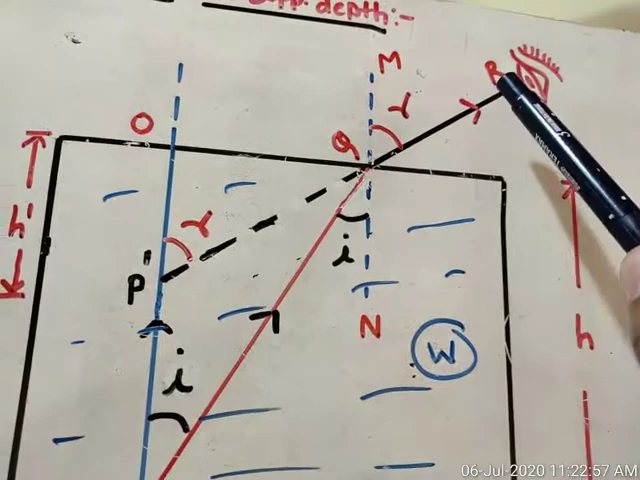 App. depth:-
M
R
O
Q
r
h'
r
P'
i
N
h
W
i
06-Jul-2020 11:22:57 AM